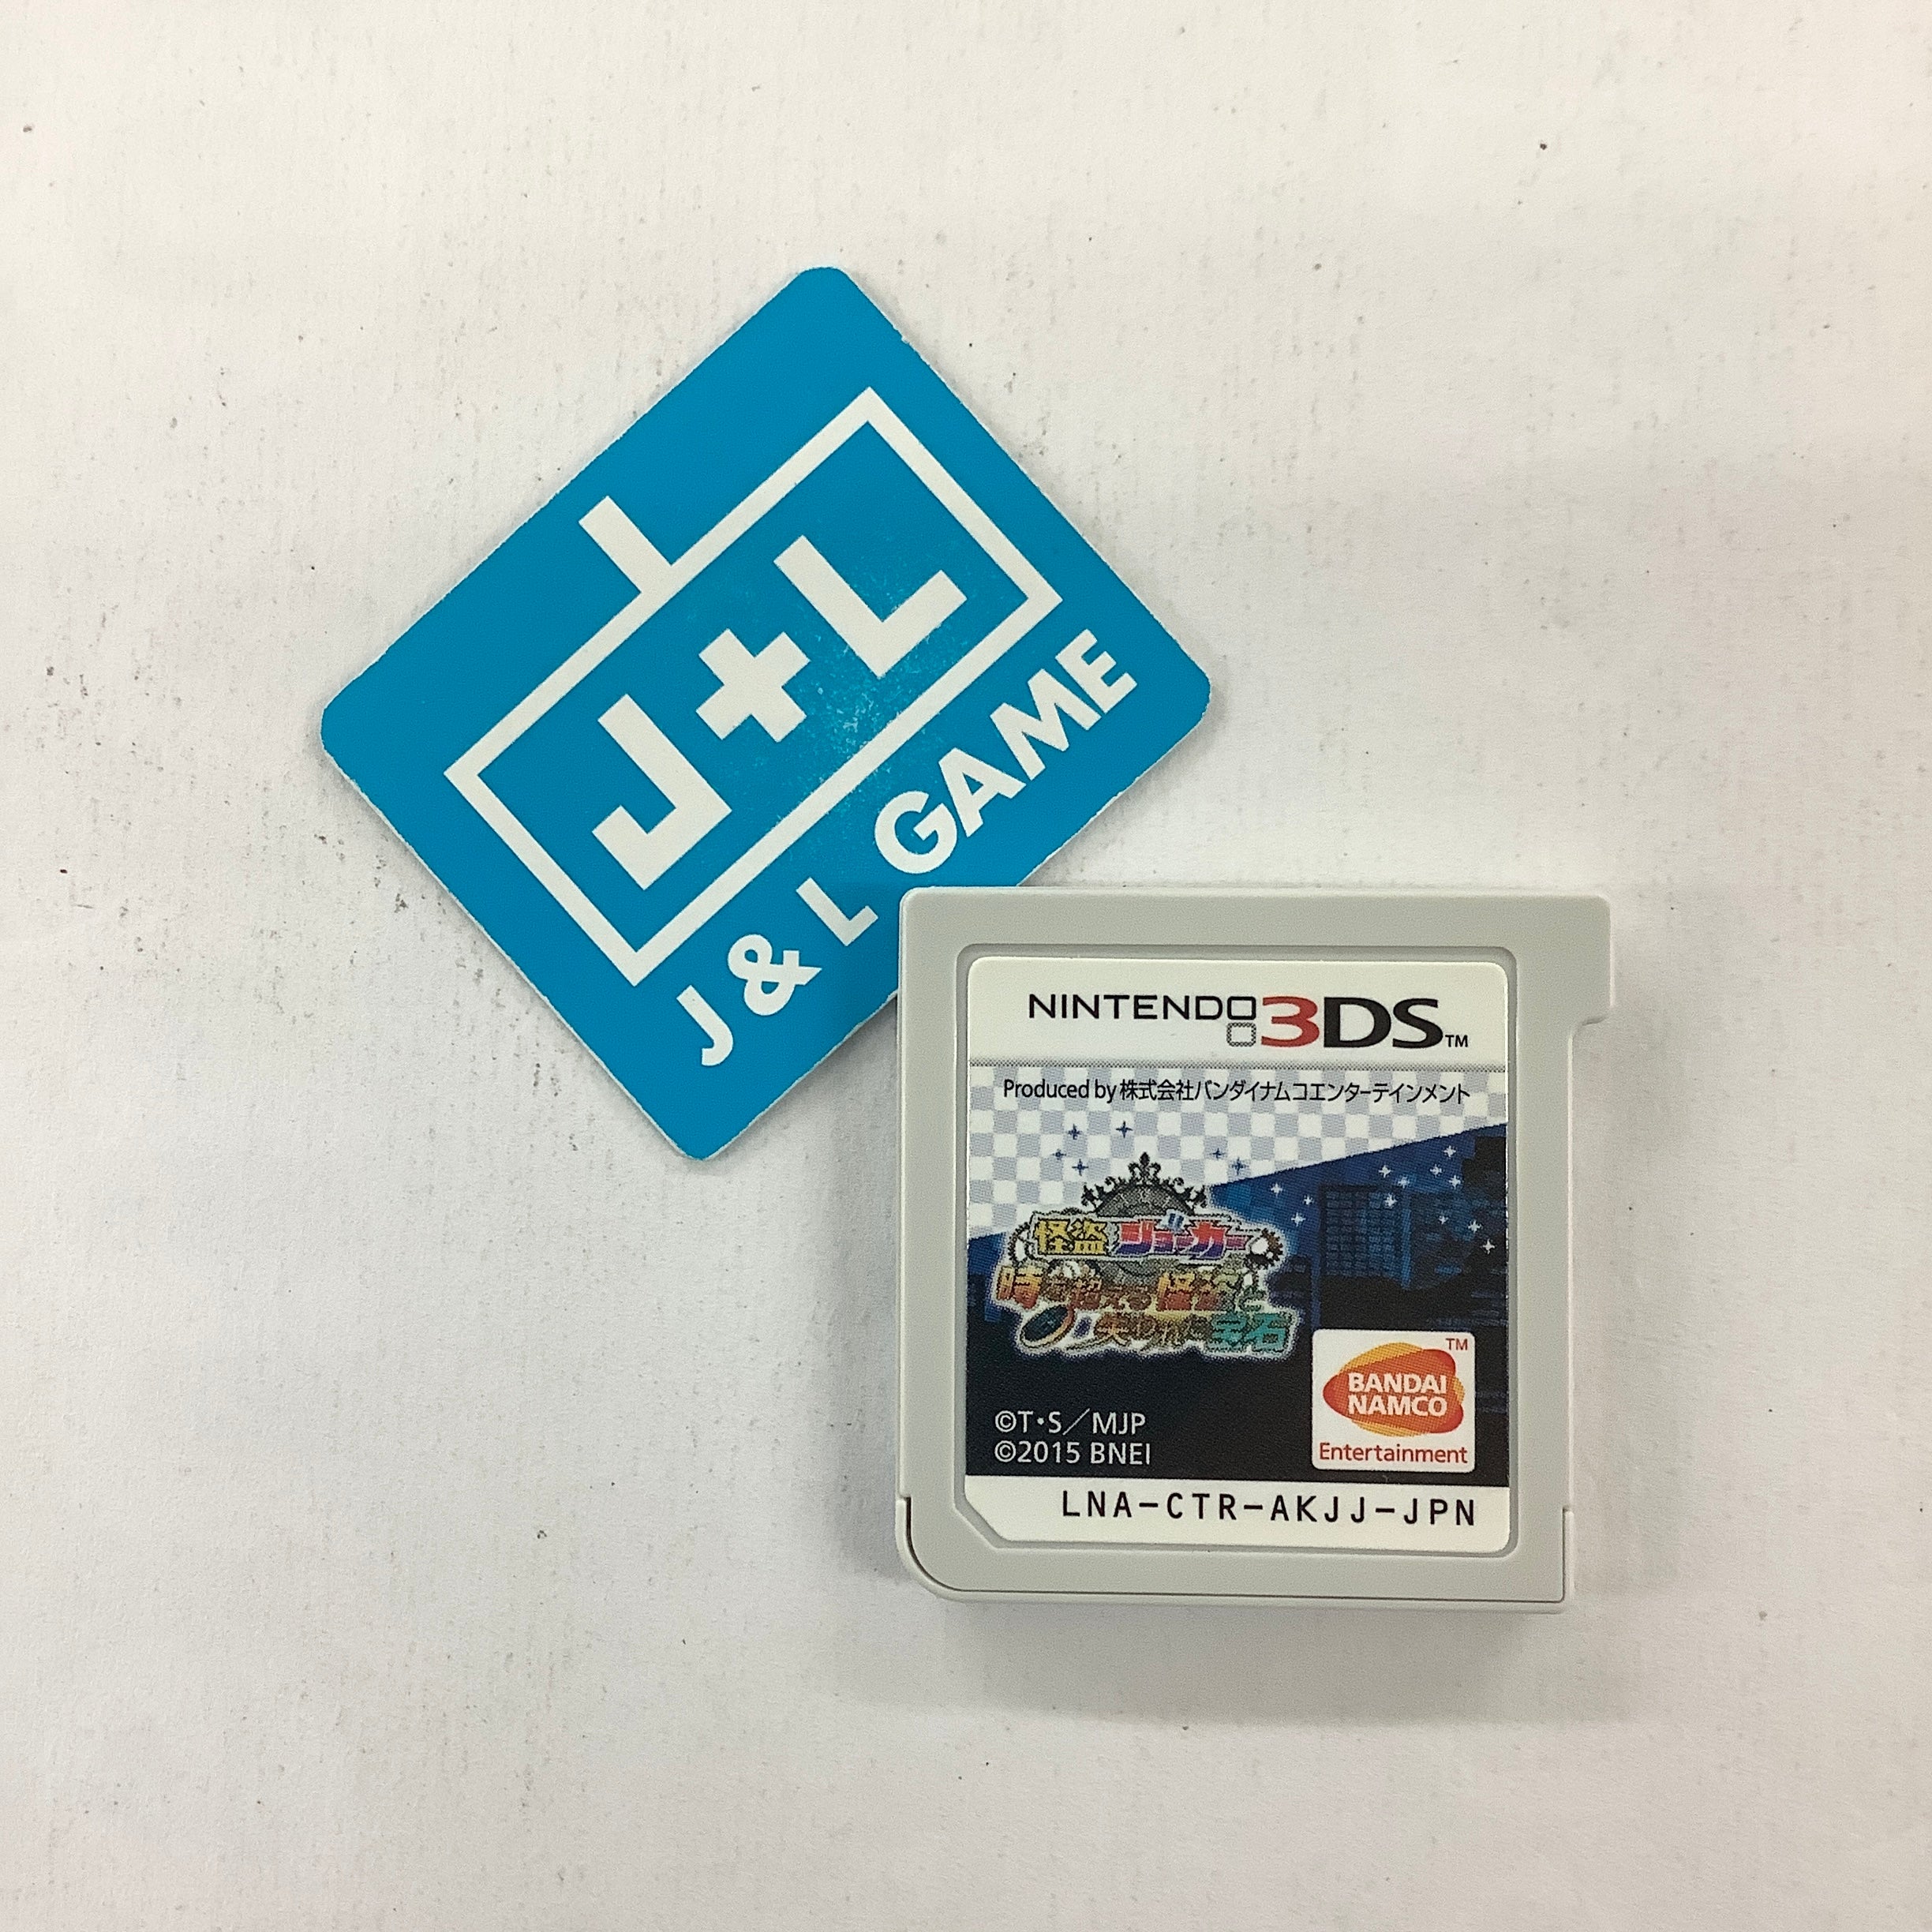 J+L
J & L GAME
NINTENDO 3DS™
Produced by 株式会社バンダイナムコエンターテインメント
怪盗 ジョーカー
時を超える怪盗と
失われた宝石
BANDAI
NAMCO
™
Entertainment
©T・S／MJP
©2015 BNEI
LNA-CTR-AKJJ-JPN